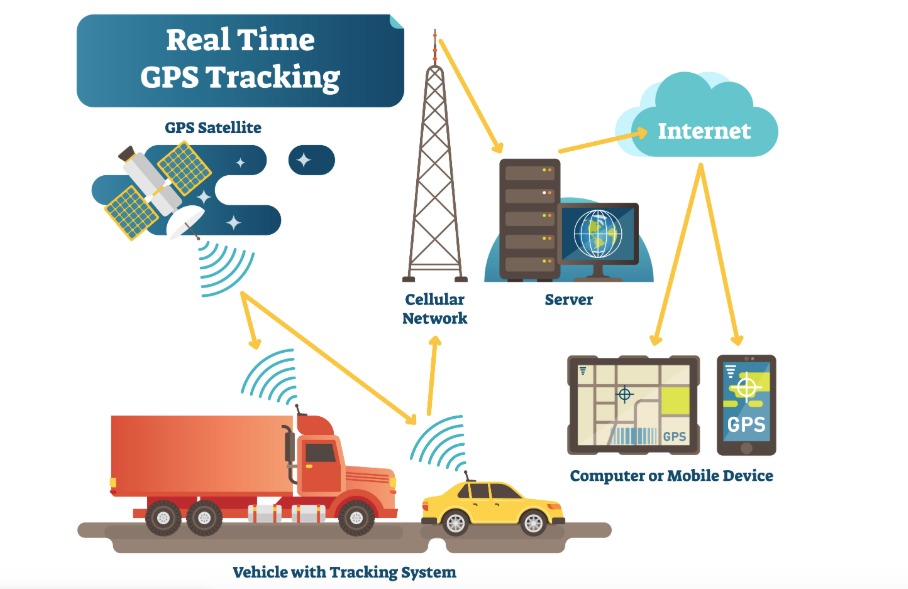 Real Time
GPS Tracking
GPS Satellite
Internet
Cellular
Network
Server
GPS
GPS
Computer or Mobile Device
Vehicle with Tracking System